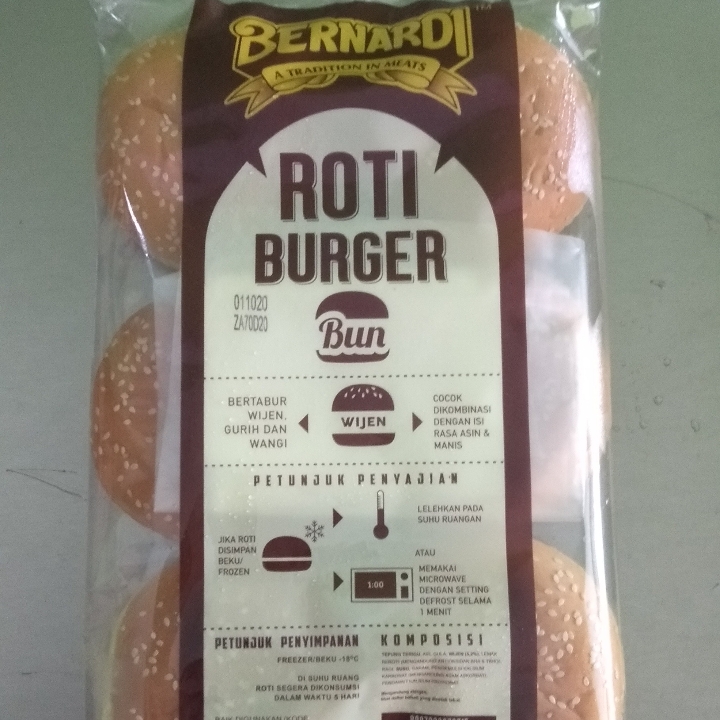 BERNARDI
TM
A TRADITION IN MEATS
ROTI
BURGER
011020
ZA70D20
Bun
BERTABUR
WIJEN,
GURIH DAN
WANGI
WIJEN
COCOK
DIKOMBINASI
DENGAN ISI
RASA ASIN &
MANIS
PETUNJUK PENYAJIAN
JIKA ROTI
DISIMPAN
BEKU/
FROZEN
LELEHKAN PADA
SUHU RUANGAN
ATAU
1:00
MEMAKAI
MICROWAVE
DENGAN SETTING
DEFROST SELAMA
1 MENIT
PETUNJUK PENYIMPANAN
FREEZER/BEKU -18°C
DI SUHU RUANG
ROTI SEGERA DIKONSUMSI
DALAM WAKTU 5 HARI
KOMPOSISI